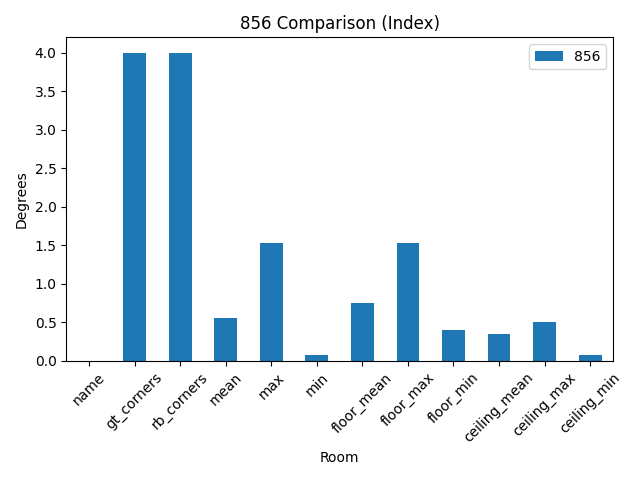 856 Comparison (Index)
856
Degrees
4.0
3.5
3.0
2.5
2.0
1.5
1.0
0.5
0.0
name
gt_corners
rb_corners
mean
max
min
floor_mean
floor_max
floor_min
ceiling_mean
ceiling_max
ceiling_min
Room